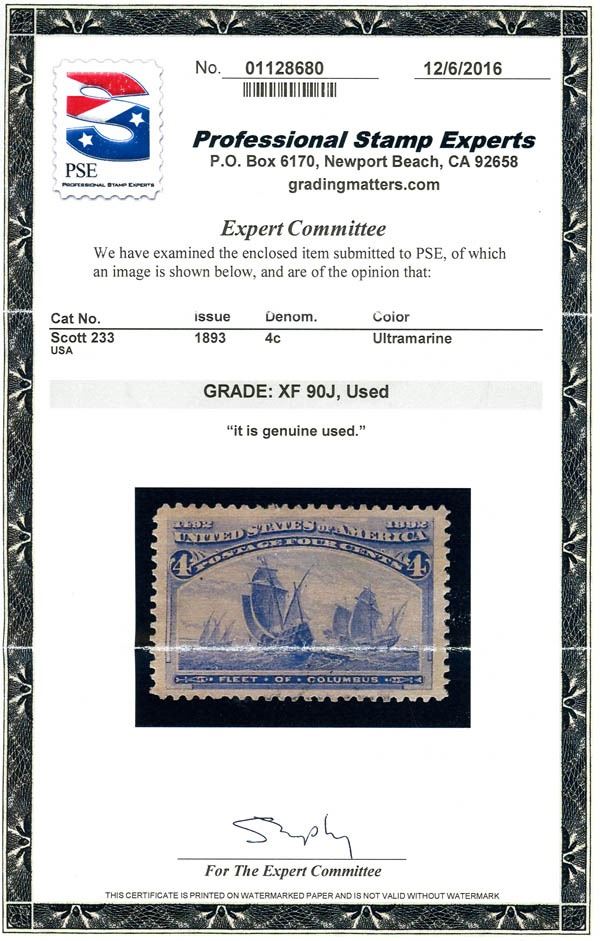 No. 01128680 12/6/2016
PSE
PROFESSIONAL STAMP EXPERTS
Professional Stamp Experts
P.O. Box 6170, Newport Beach, CA 92658
gradingmatters.com
Expert Committee
We have examined the enclosed item submitted to PSE, of which
an image is shown below, and are of the opinion that:
Cat No. Issue Denom. Color
Scott 233 1893 4c Ultramarine
USA
GRADE: XF 90J, Used
“it is genuine used.”
1492 1892
UNITED STATES OF AMERICA
POSTAGE FOUR CENTS
4 4
FLEET · OF · COLUMBUS
For The Expert Committee
THIS CERTIFICATE IS PRINTED ON WATERMARKED PAPER AND IS NOT VALID WITHOUT WATERMARK